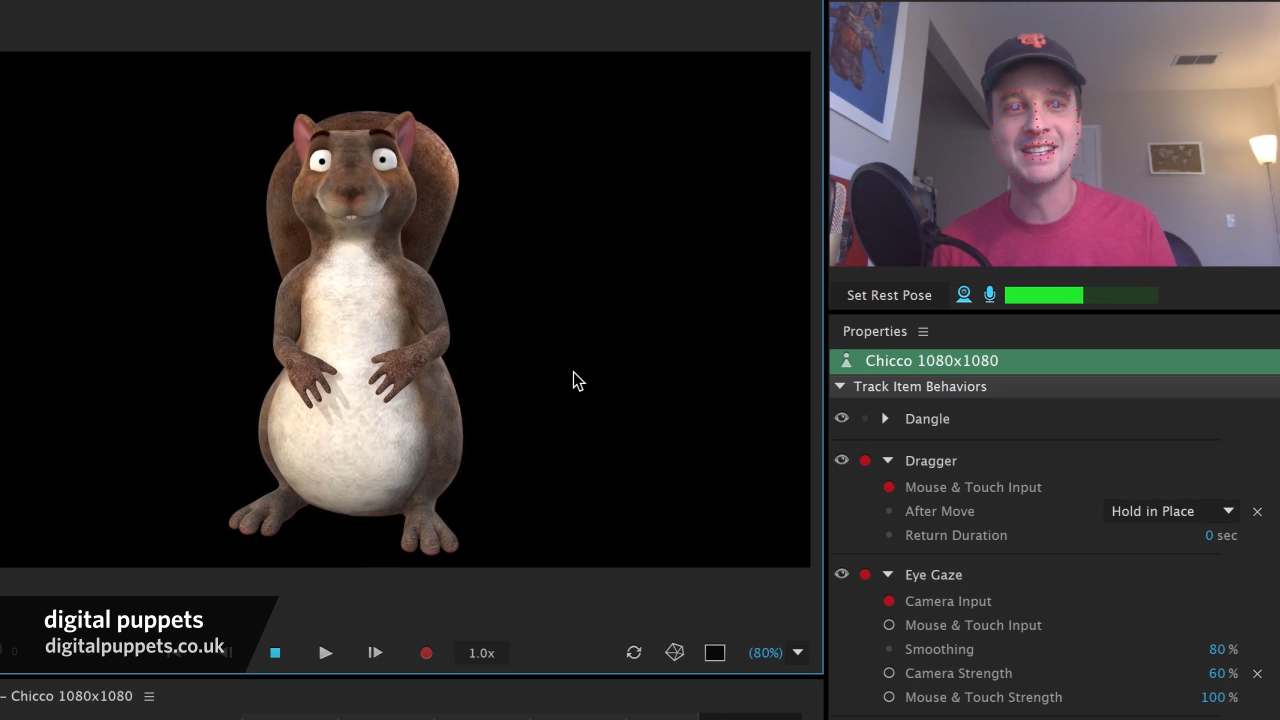 Set Rest Pose
Properties
Chicco 1080x1080
Track Item Behaviors
Dangle
Dragger
Mouse & Touch Input
After Move Hold in Place
Return Duration 0 sec
Eye Gaze
Camera Input
Mouse & Touch Input
Smoothing 80 %
Camera Strength 60 %
Mouse & Touch Strength 100 %
digital puppets
digitalpuppets.co.uk
0
1.0x
(80%)
– Chicco 1080x1080